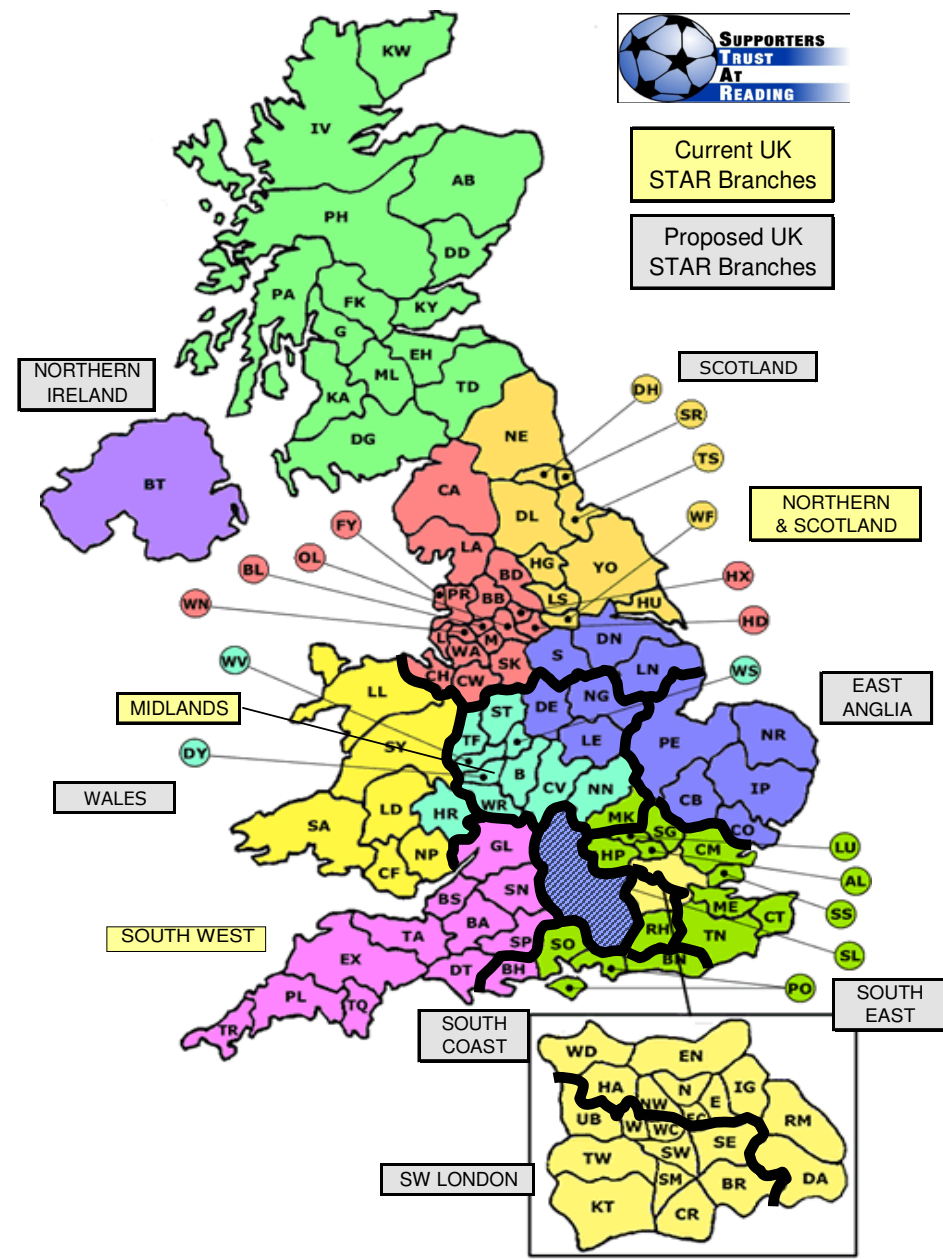 SUPPORTERS
TRUST
AT
READING
Current UK
STAR Branches
Proposed UK
STAR Branches
KW
IV
AB
PH
DD
PA
FK
KY
G
EH
ML
TD
KA
DG
NORTHERN
IRELAND
SCOTLAND
BT
DH
SR
NE
TS
CA
NORTHERN
& SCOTLAND
DL
WF
FY
LA
HG
YO
OL
BD
BL
HX
PR
BB
LS
HU
WN
HD
L
M
WA
DN
S
CH
CW
SK
LN
WV
WS
LL
DE
NG
EAST
ANGLIA
MIDLANDS
ST
SY
TF
LE
PE
NR
DY
B
WALES
LD
CV
NN
CB
IP
HR
WR
SA
MK
SG
CO
NP
GL
HP
CM
LU
CF
AL
SN
BS
ME
CT
SS
BA
SOUTH WEST
TA
SP
SO
RH
TN
SL
EX
DT
BH
BN
PO
PL
TQ
TR
SOUTH
EAST
SOUTH
COAST
WD
EN
HA
N
IG
NW
E
EC
UB
W
WC
RM
SE
TW
SW
SW LONDON
SM
BR
DA
KT
CR